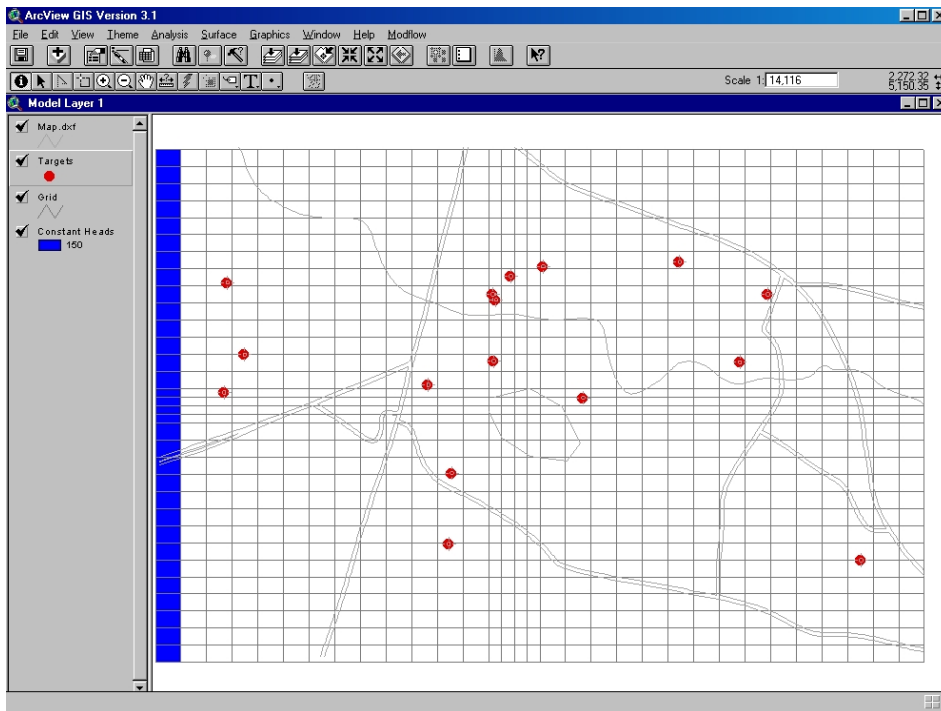 ArcView GIS Version 3.1
File Edit View Theme Analysis Surface Graphics Window Help Modflow
Scale 1: 14,116
2,272.32
5,150.35
Model Layer 1
Map.dxf
Targets
Grid
Constant Heads
150